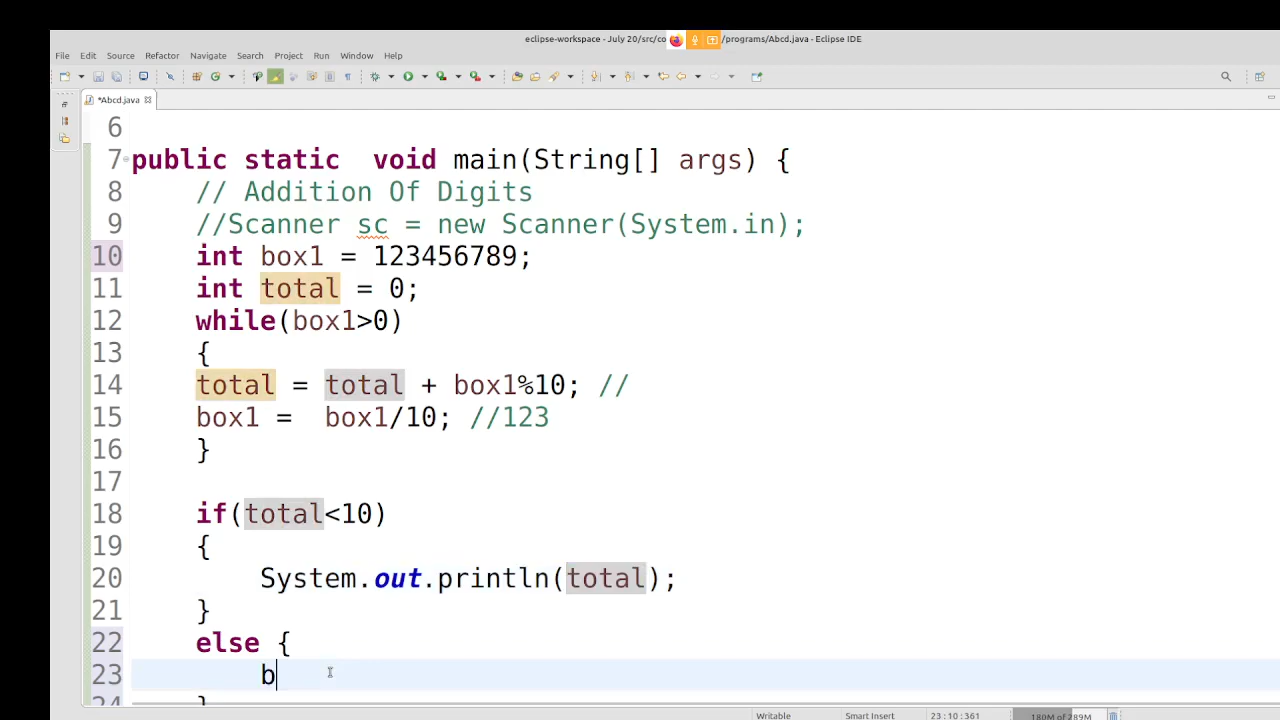 eclipse-workspace - July 20/src/co /programs/Abcd.java - Eclipse IDE
File Edit Source Refactor Navigate Search Project Run Window Help
*Abcd.java
6
7 public static  void main(String[] args) {
8 // Addition Of Digits
9 //Scanner sc = new Scanner(System.in);
10 int box1 = 123456789;
11 int total = 0;
12 while(box1>0)
13 {
14 total = total + box1%10; //
15 box1 =  box1/10; //123
16 }
17
18 if(total<10)
19 {
20 System.out.println(total);
21 }
22 else {
23 b
24 }
Writable Smart Insert 23 : 10 : 361 180M of 289M